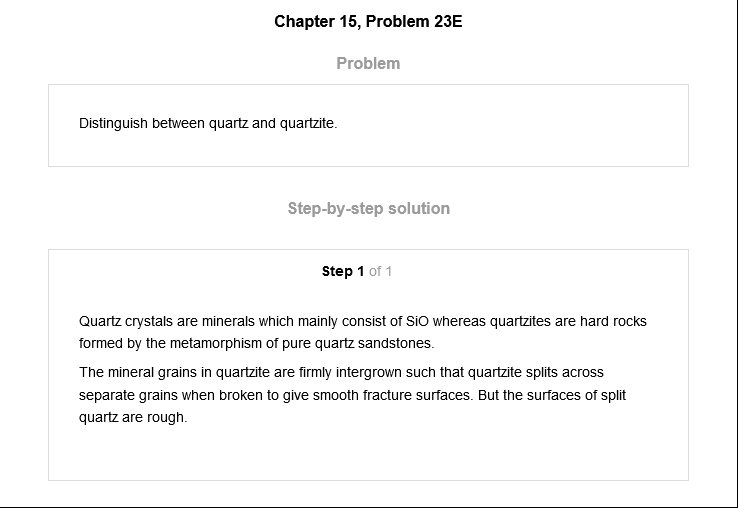 Chapter 15, Problem 23E
Problem
Distinguish between quartz and quartzite.
Step-by-step solution
Step 1 of 1
Quartz crystals are minerals which mainly consist of SiO whereas quartzites are hard rocks
formed by the metamorphism of pure quartz sandstones.
The mineral grains in quartzite are firmly intergrown such that quartzite splits across
separate grains when broken to give smooth fracture surfaces. But the surfaces of split
quartz are rough.